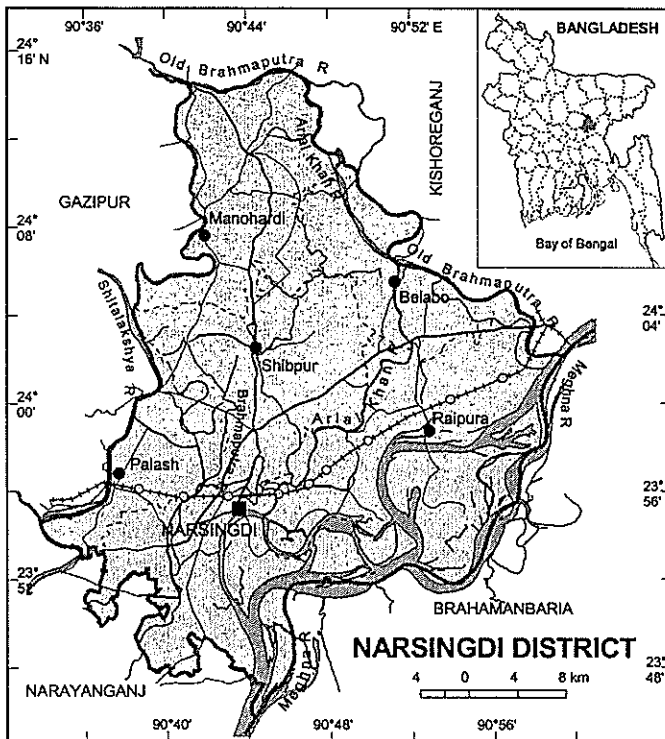 90°36' 90°44' 90°52' E
24°
16' N
BANGLADESH
Bay of Bengal
Old Brahmaputra R
Arial Khan R
KISHOREGANJ
GAZIPUR
24°
08'
Manohardi
Old Brahmaputra R
Belabo
Shitalakshya R
24°
04'
Shibpur
Meghna R
24°
00'
Brahmaputra
Raipura
Palash
23°
56'
NARSINGDI
23°
52'
BRAHAMANBARIA
NARSINGDI DISTRICT
23°
48'
NARAYANGANJ
Meghna R
4 0 4 8 km
90°40' 90°48' 90°56'